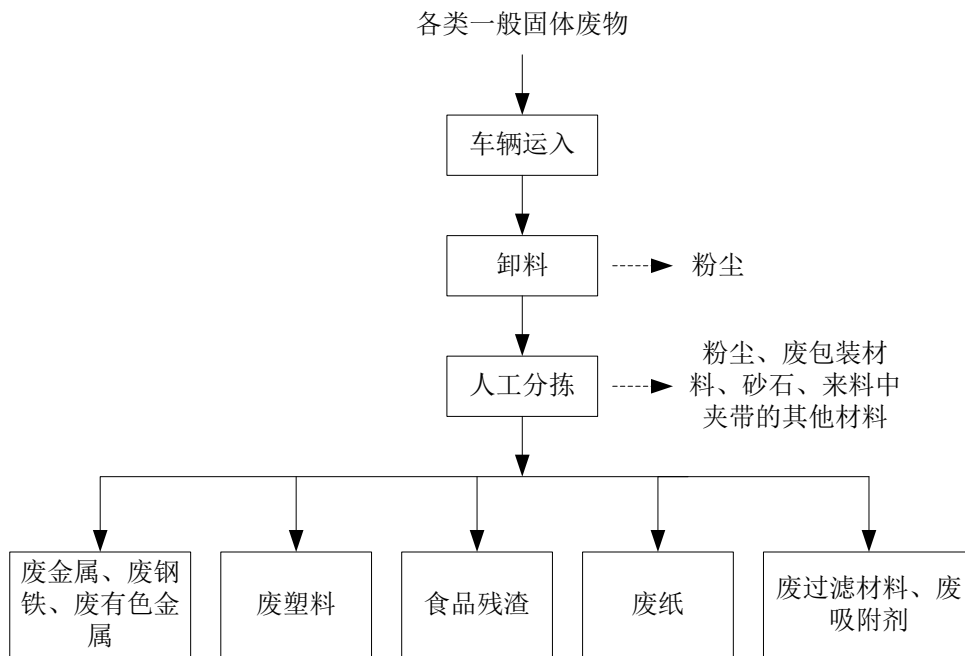 各类一般固体废物
车辆运入
卸料
粉尘
人工分拣
粉尘、废包装材
料、砂石、来料中
夹带的其他材料
废金属、废钢
铁、废有色金
属
废塑料
食品残渣
废纸
废过滤材料、废
吸附剂